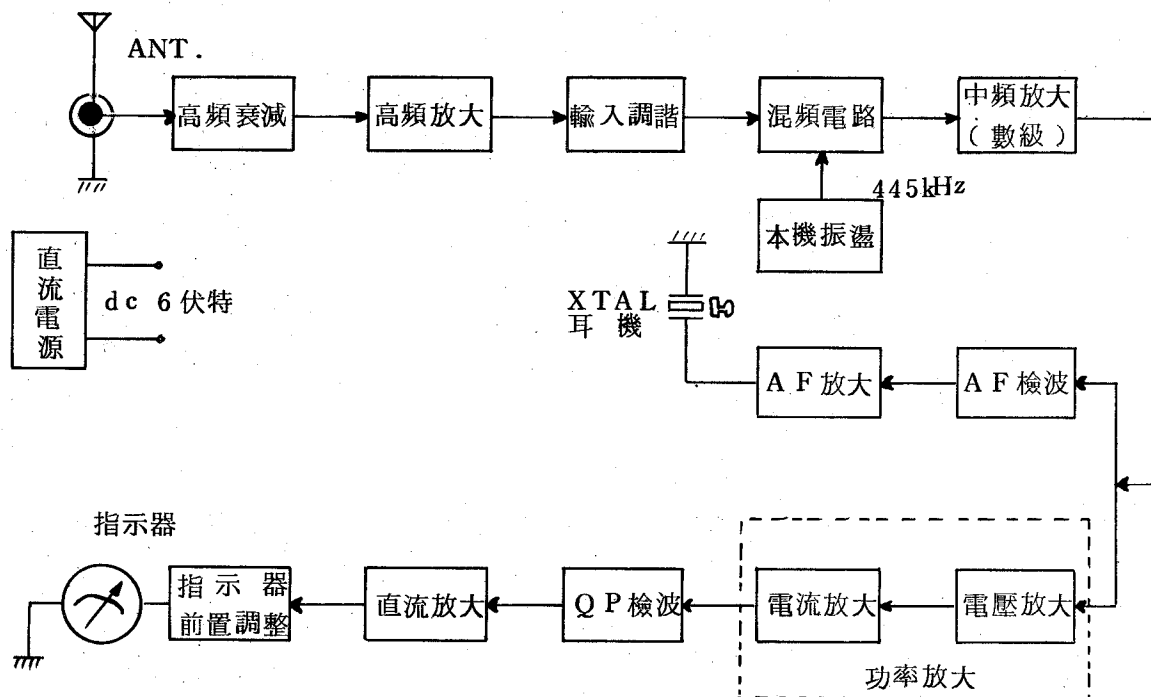 ANT.
高頻衰減
高頻放大
輸入調諧
混頻電路
中頻放大
（數級）
445kHz
本機振盪
直流電源
dc 6伏特
XTAL
耳機
AF放大
AF檢波
指示器
指示器
前置調整
直流放大
QP檢波
電流放大
電壓放大
功率放大